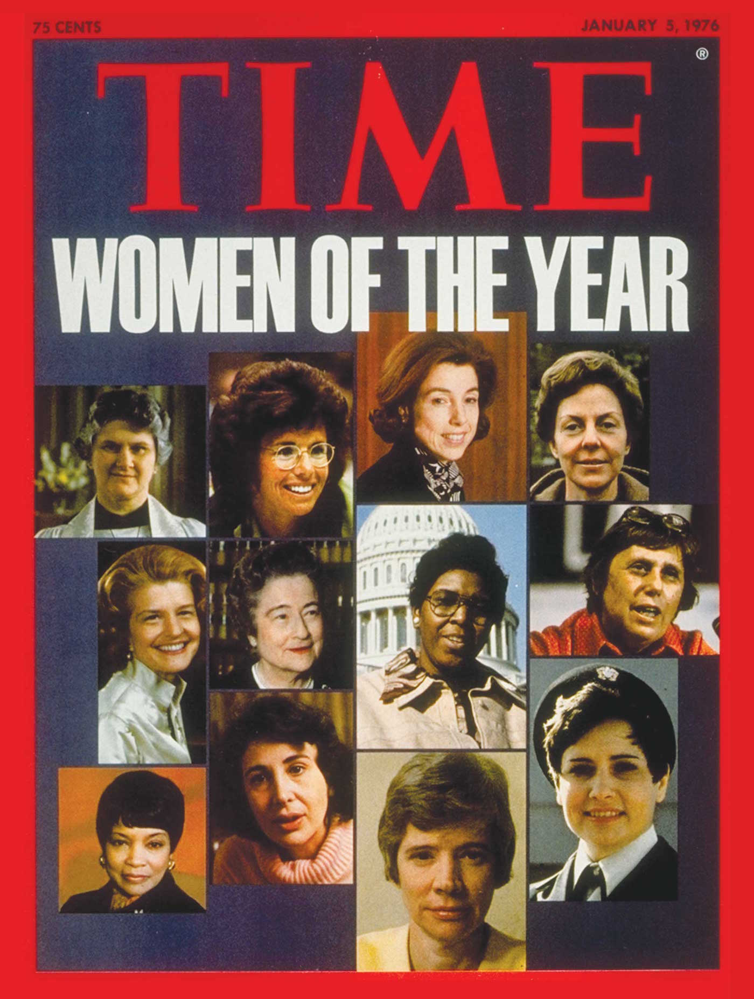 75 CENTS
JANUARY 5, 1976
®
TIME
WOMEN OF THE YEAR